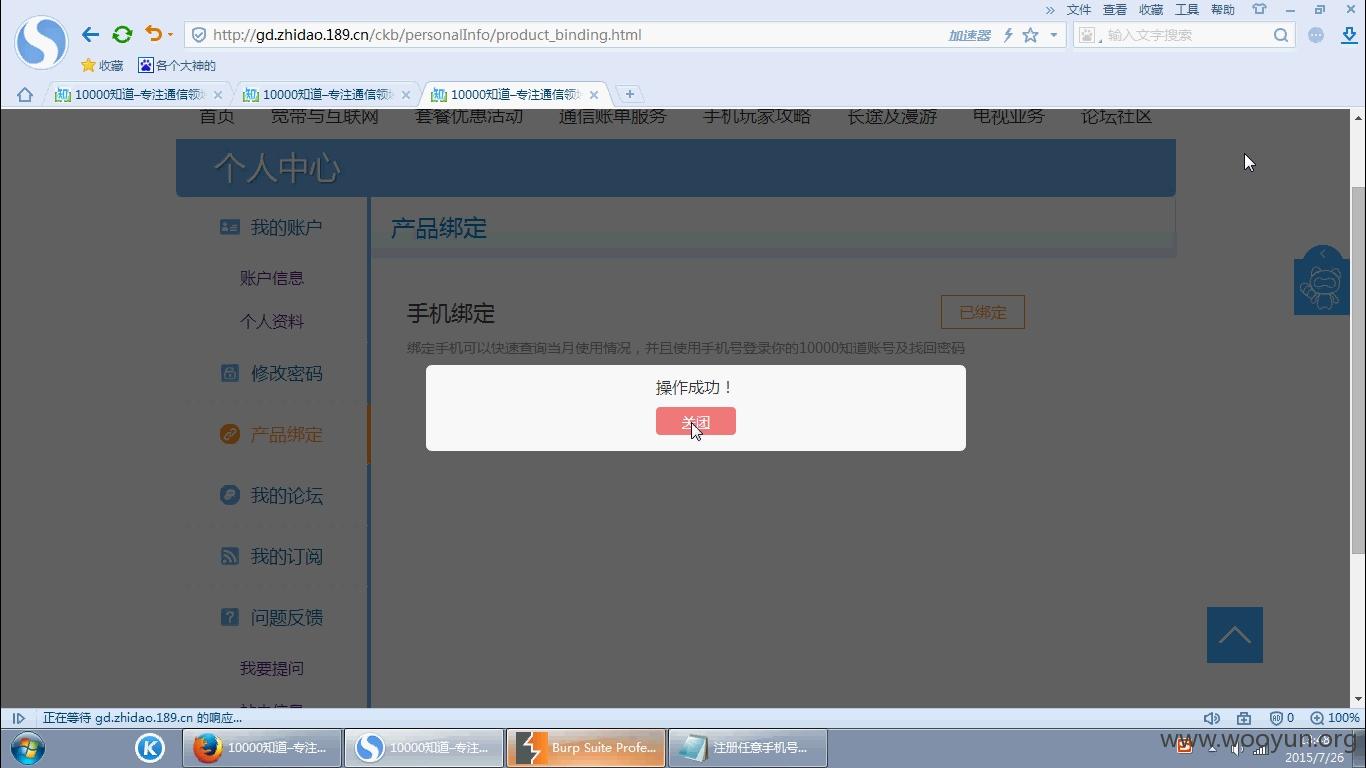 » 文件 查看 收藏 工具 帮助
http://gd.zhidao.189.cn/ckb/personalInfo/product_binding.html 加速器 输入文字搜索
收藏 各个大神的
10000知道–专注通信领 10000知道–专注通信领 10000知道–专注通信领
首页 宽带与互联网 套餐优惠活动 通信账单服务 手机玩家攻略 长途及漫游 电视业务 论坛社区
个人中心
我的账户
产品绑定
账户信息
手机绑定
已绑定
个人资料
绑定手机可以快速查询当月使用情况，并且使用手机号登录你的10000知道账号及找回密码
修改密码
操作成功！
关闭
产品绑定
我的论坛
我的订阅
问题反馈
我要提问
正在等待 gd.zhidao.189.cn 的响应... 0 100%
10000知道–专注... 10000知道–专注... Burp Suite Profe... 注册任意手机号...
www.wooyun.org
2015/7/26